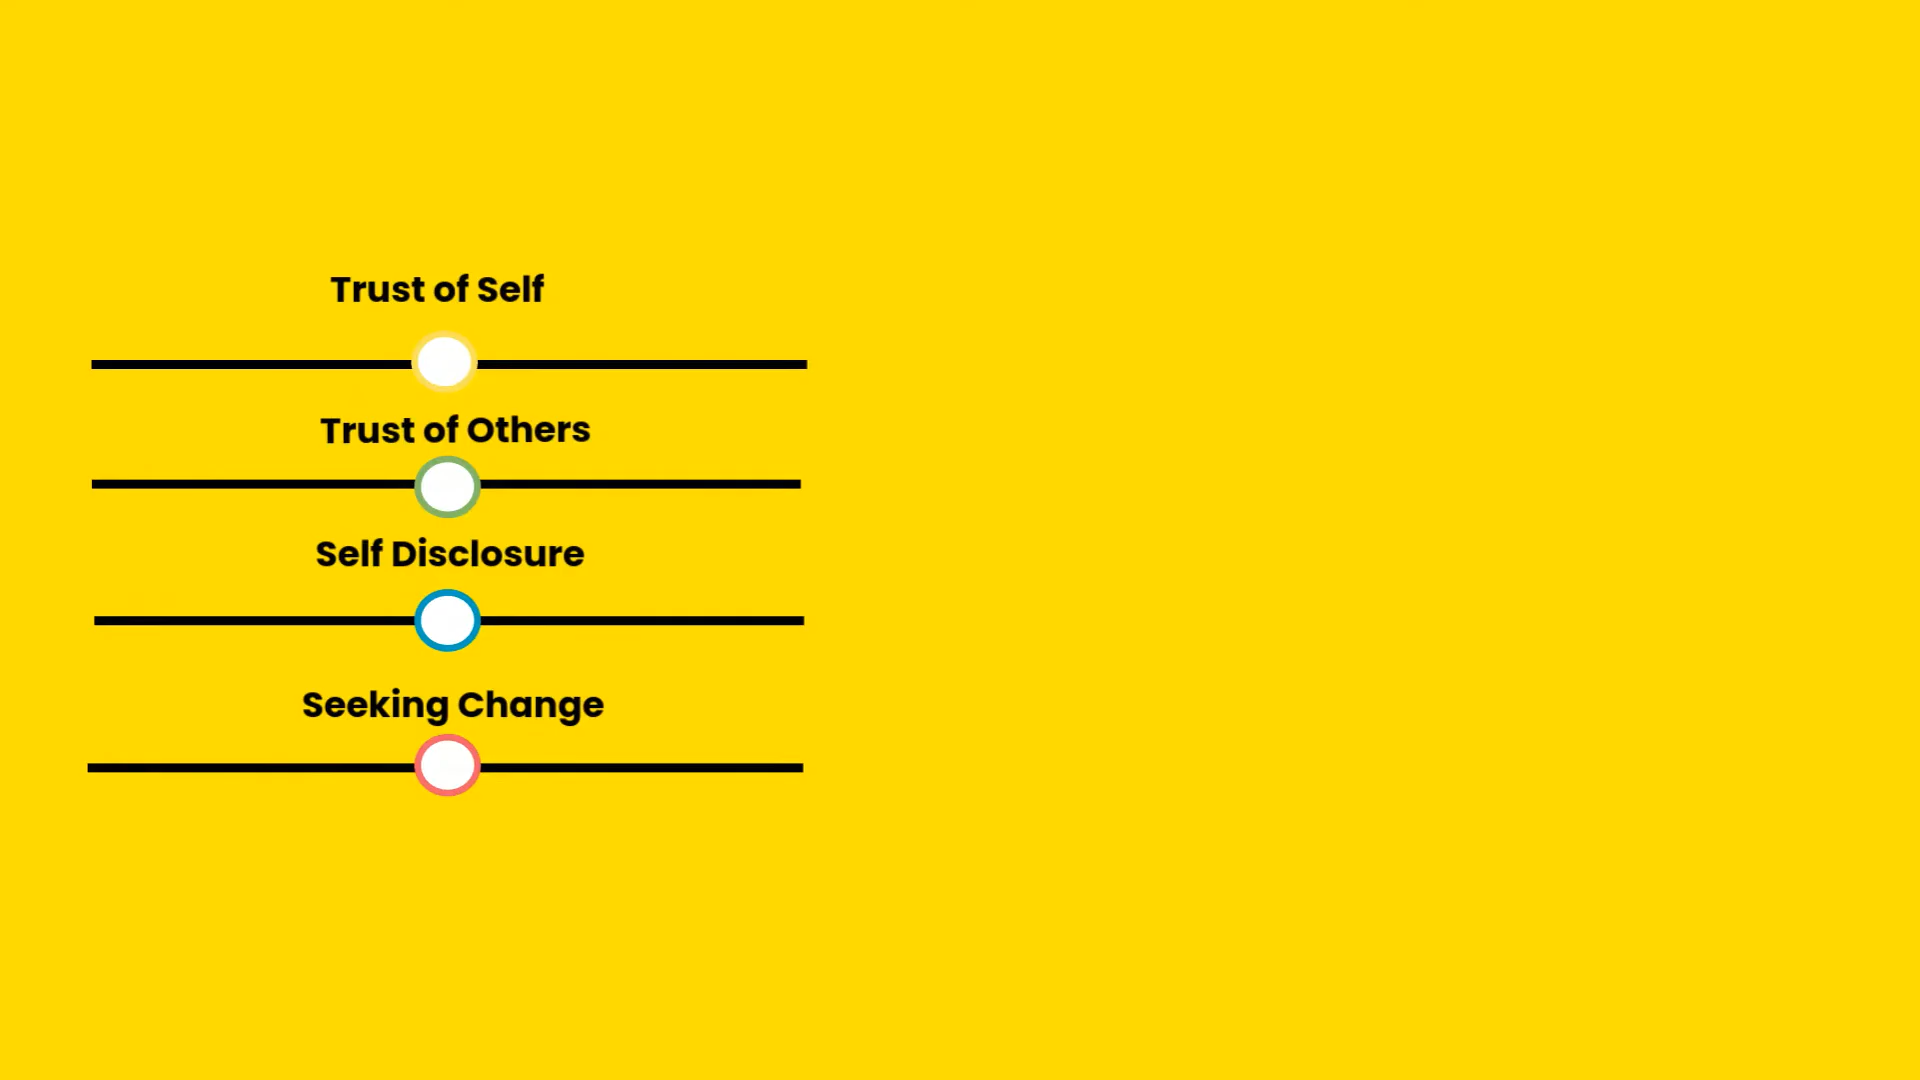 Trust of Self
Trust of Others
Self Disclosure
Seeking Change